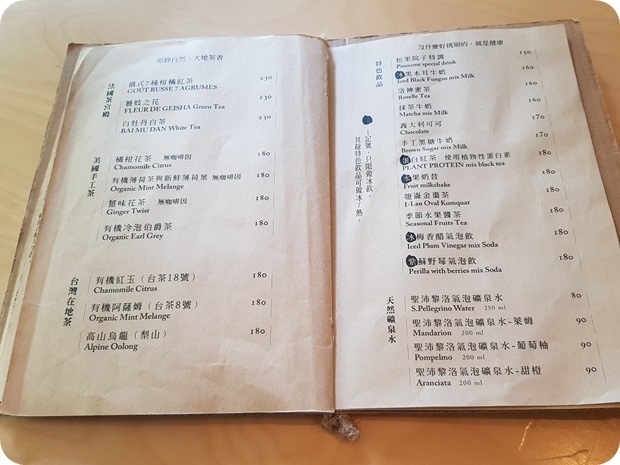 大地茶香
法國茶宮殿
俄式7種柑橘紅茶 230
GOÛT RUSSE 7 AGRUMES
藝妓之花 230
FLEUR DE GEISHA Green Tea
白牡丹白茶 230
BAI MU DAN White Tea
美國手工茶
橘柑花茶 無咖啡因 180
Chamomile Citrus
有機薄荷茶與新鮮薄荷葉 無咖啡因 180
Organic Mint Melange
薑味花茶 無咖啡因 180
Ginger Twist
有機冷泡伯爵茶 180
Organic Earl Grey
台灣在地茶
有機紅玉(台茶18號) 180
Chamomile Citrus
有機阿薩姆(台茶8號) 180
Organic Mint Melange
高山烏龍(梨山) 180
Alpine Oolong
沒什麼好挑剔的,就是健康
特色飲品
記號,只限做冰飲,
其餘特色飲品可做冰/熱。
松果院子特調 150
Pinecone special drink
冰黑木耳牛奶 160
Iced Black Fungus mix Milk
洛神蜜茶 160
Roselle Tea
抹茶牛奶 160
Matcha mix Milk
義大利可可 170
Chocolate
手工黑糖牛奶 170
Brown Sugar mix Milk
蛋白紅茶 使用植物性蛋白素 180
PLANT PROTEIN mix black tea
水果奶昔 180
Fruit milkshake
強蘭金棗茶 180
I-Lan Oval Kumquat
季節水果醬茶 180
Seasonal Fruits Tea
冰梅香醋氣泡飲 180
Iced Plum Vinegar mix Soda
紫蘇野莓氣泡飲 180
Perilla with berries mix Soda
天然礦泉水
聖沛黎洛氣泡礦泉水 80
S.Pellegrino Water 250 ml
聖沛黎洛氣泡礦泉水-萊姆 90
Mandarion 200 ml
聖沛黎洛氣泡礦泉水-葡萄柚 90
Pompelmo 200 ml
聖沛黎洛氣泡礦泉水-甜橙 90
Aranciata 200 ml